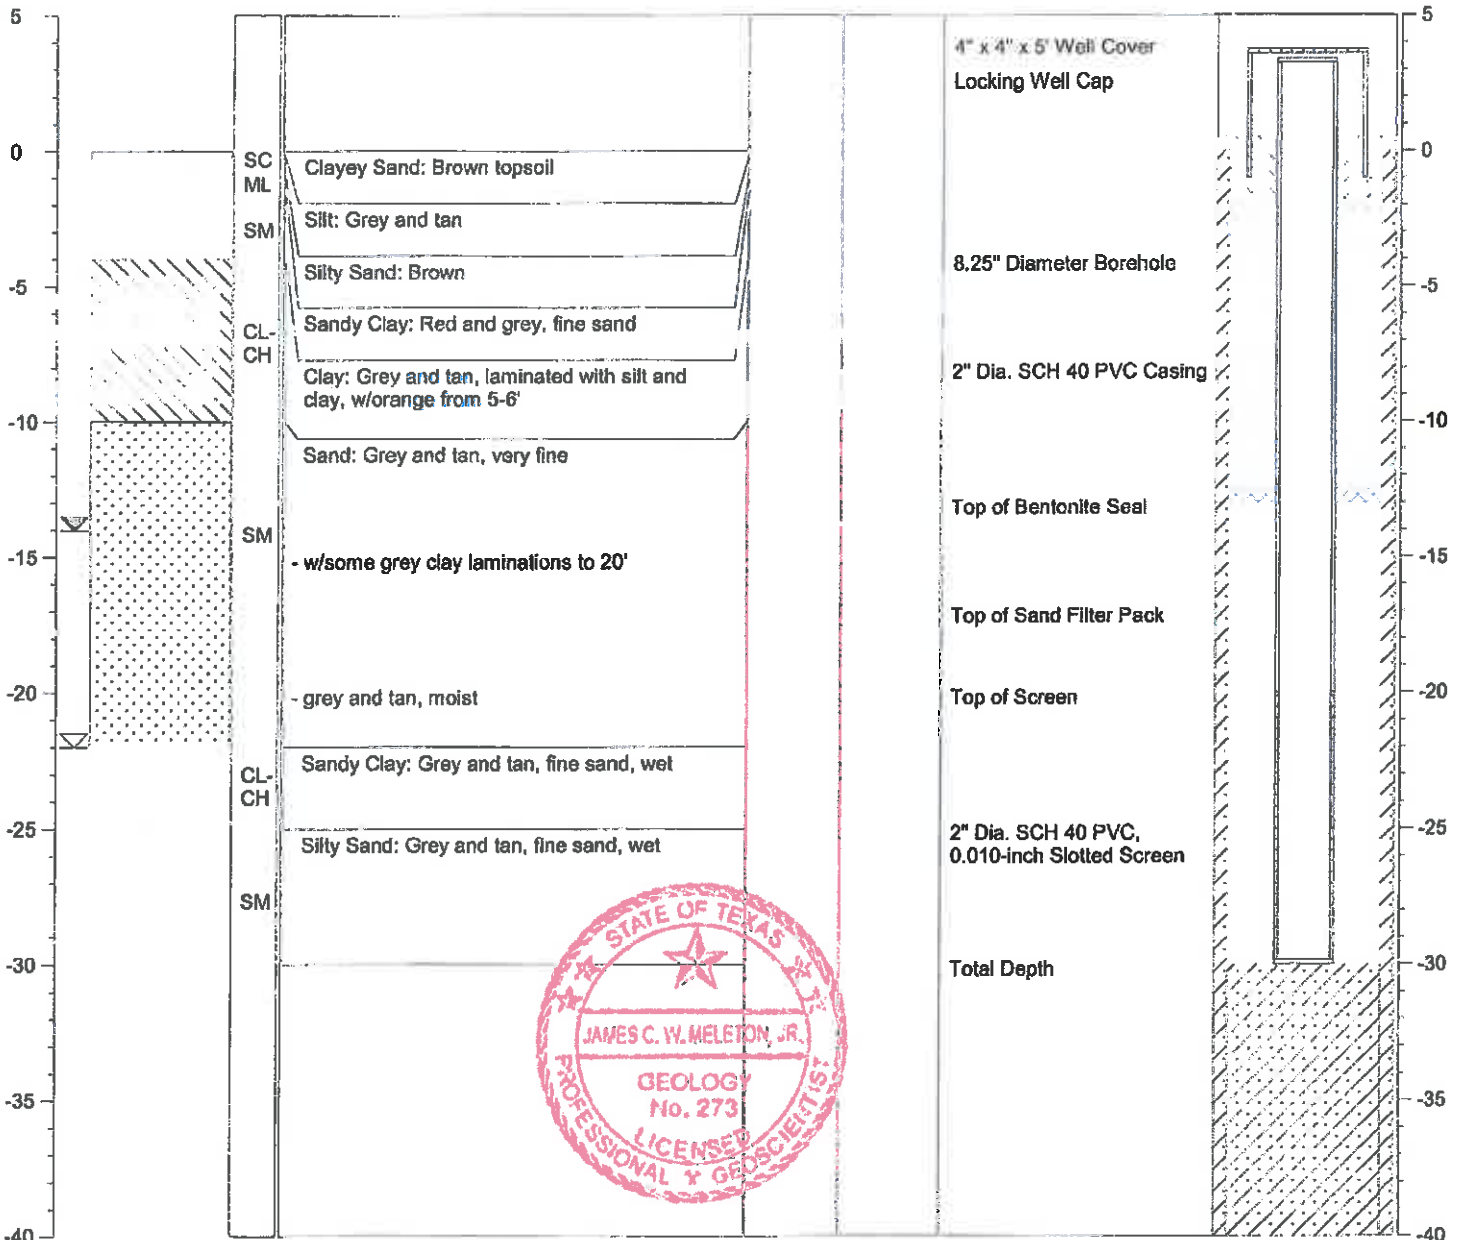 5
0
-5
-10
-15
-20
-25
-30
-35
-40
SC
ML
SM
CL-
CH
SM
CL-
CH
SM
Clayey Sand: Brown topsoil
Silt: Grey and tan
Silty Sand: Brown
Sandy Clay: Red and grey, fine sand
Clay: Grey and tan, laminated with silt and
clay, w/orange from 5-6'
Sand: Grey and tan, very fine
- w/some grey clay laminations to 20'
- grey and tan, moist
Sandy Clay: Grey and tan, fine sand, wet
Silty Sand: Grey and tan, fine sand, wet
STATE OF TEXAS
JAMES C. W. MELETON, JR.
GEOLOGY
No. 273
LICENSED
PROFESSIONAL GEOSCIENTIST
4" x 4" x 5' Well Cover
Locking Well Cap
8.25" Diameter Borehole
2" Dia. SCH 40 PVC Casing
Top of Bentonite Seal
Top of Sand Filter Pack
Top of Screen
2" Dia. SCH 40 PVC,
0.010-inch Slotted Screen
Total Depth
5
0
-5
-10
-15
-20
-25
-30
-35
-40